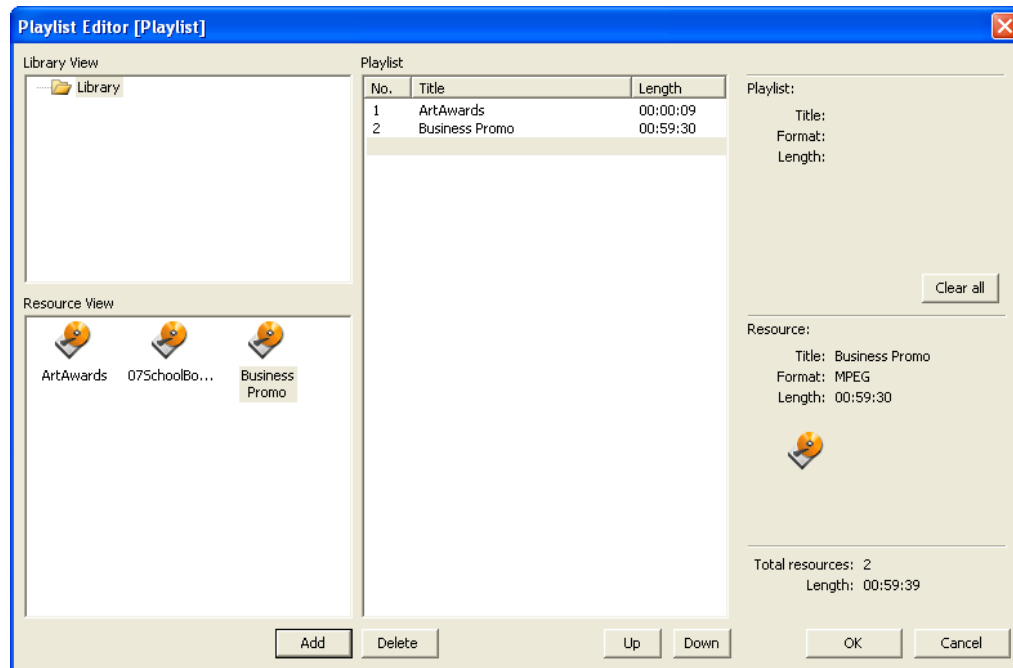 Playlist Editor [Playlist]
Library View
Library
Resource View
ArtAwards
07SchoolBo...
Business
Promo
Add
Playlist
No. Title Length
1 ArtAwards 00:00:09
2 Business Promo 00:59:30
Delete
Up
Down
Playlist:
Title:
Format:
Length:
Clear all
Resource:
Title: Business Promo
Format: MPEG
Length: 00:59:30
Total resources: 2
Length: 00:59:39
OK
Cancel